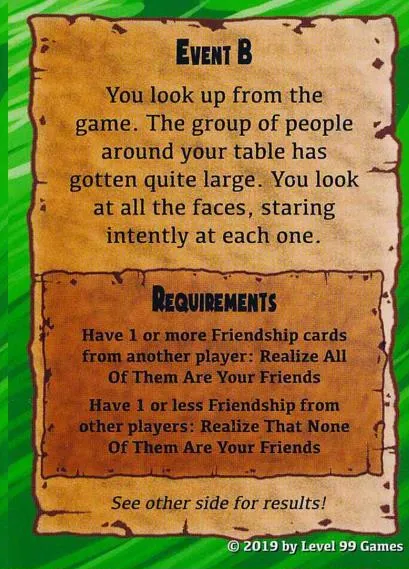 Event B
You look up from the
game. The group of people
around your table has
gotten quite large. You look
at all the faces, staring
intently at each one.
Requirements
Have 1 or more Friendship cards
from another player: Realize All
Of Them Are Your Friends
Have 1 or less Friendship from
other players: Realize That None
Of Them Are Your Friends
See other side for results!
© 2019 by Level 99 Games